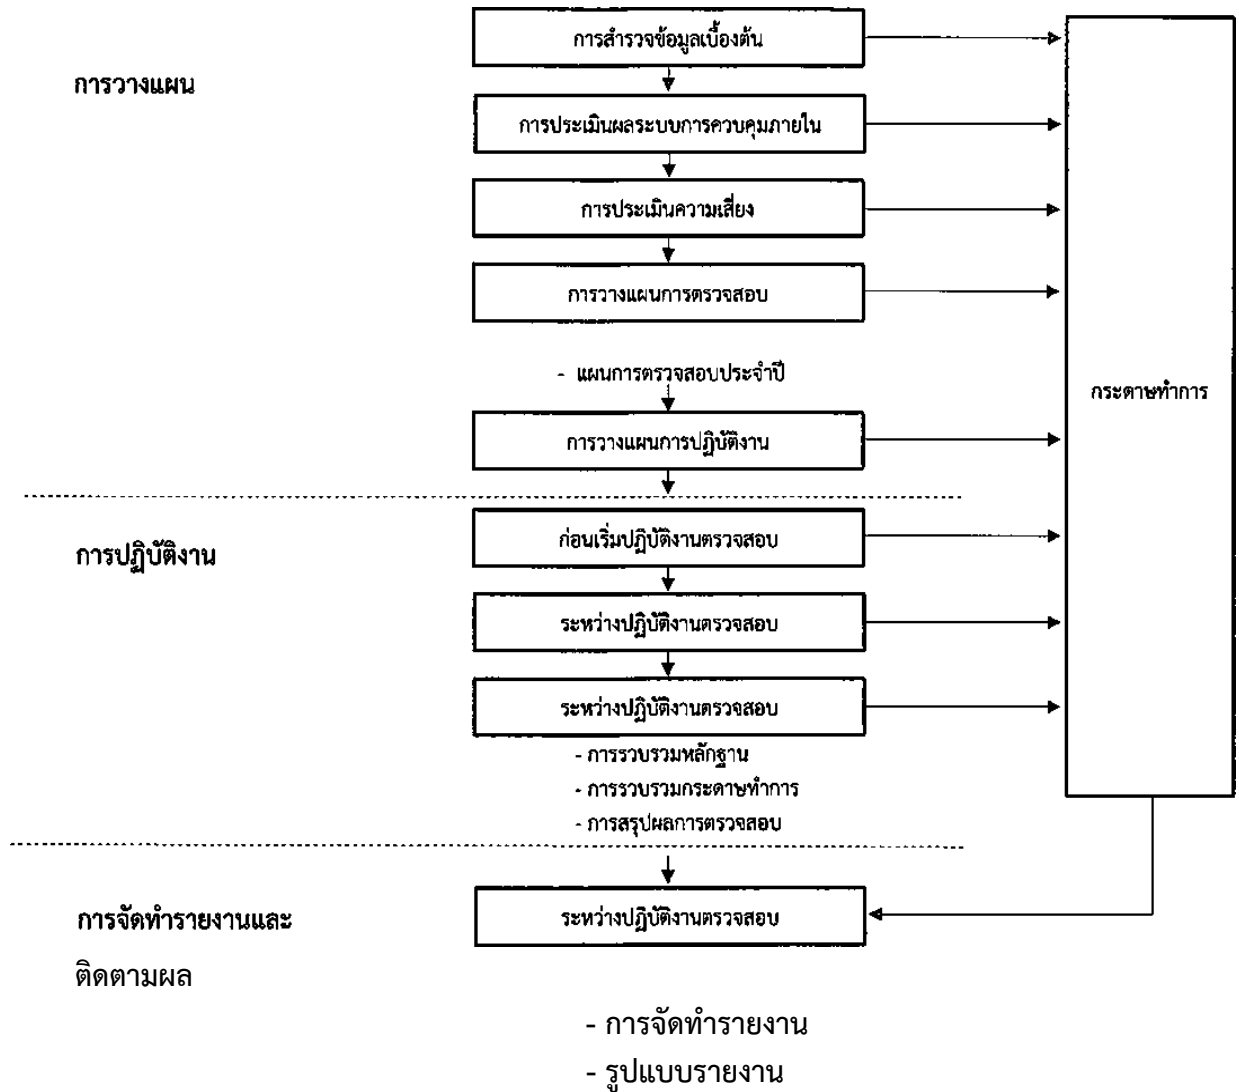 การสำรวจข้อมูลเบื้องต้น
การวางแผน
การประเมินผลระบบการควบคุมภายใน
การประเมินความเสี่ยง
การวางแผนการตรวจสอบ
- แผนการตรวจสอบประจำปี
กระดาษทำการ
การวางแผนการปฏิบัติงาน
ก่อนเริ่มปฏิบัติงานตรวจสอบ
การปฏิบัติงาน
ระหว่างปฏิบัติงานตรวจสอบ
ระหว่างปฏิบัติงานตรวจสอบ
- การรวบรวมหลักฐาน
- การรวบรวมกระดาษทำการ
- การสรุปผลการตรวจสอบ
การจัดทำรายงานและ
ติดตามผล
ระหว่างปฏิบัติงานตรวจสอบ
- การจัดทำรายงาน
- รูปแบบรายงาน